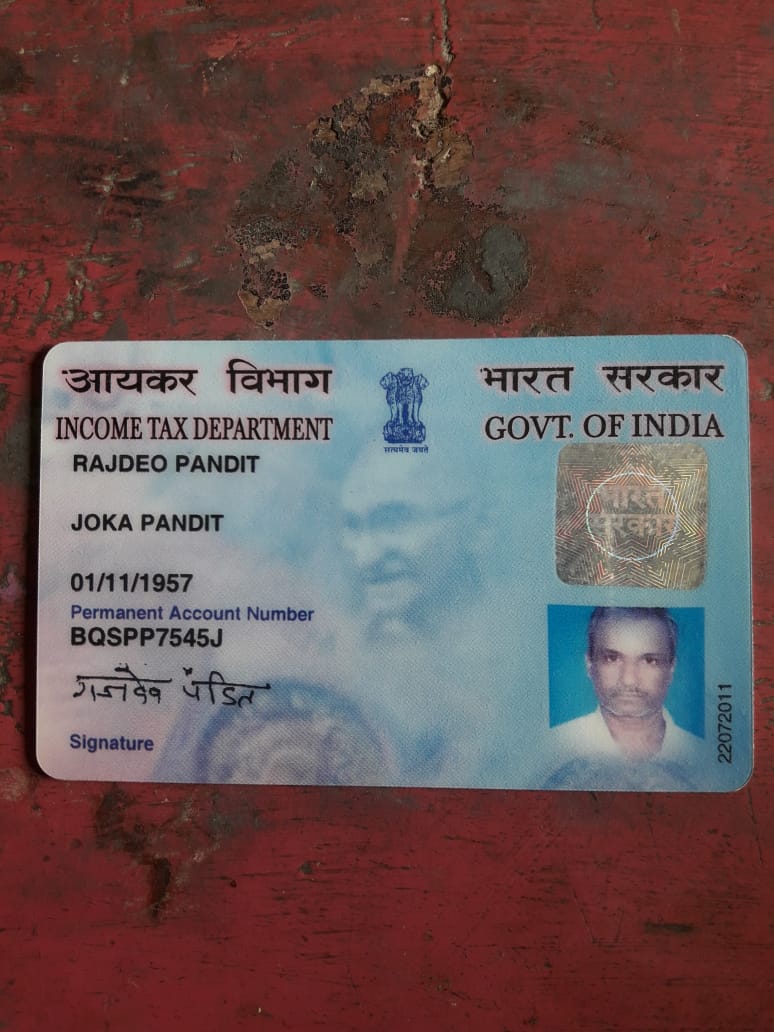 आयकर विभाग
भारत सरकार
INCOME TAX DEPARTMENT
GOVT. OF INDIA
सत्यमेव जयते
RAJDEO PANDIT
JOKA PANDIT
01/11/1957
Permanent Account Number
BQSPP7545J
राजदेव पंडित
Signature
भारत
सरकार
22072011